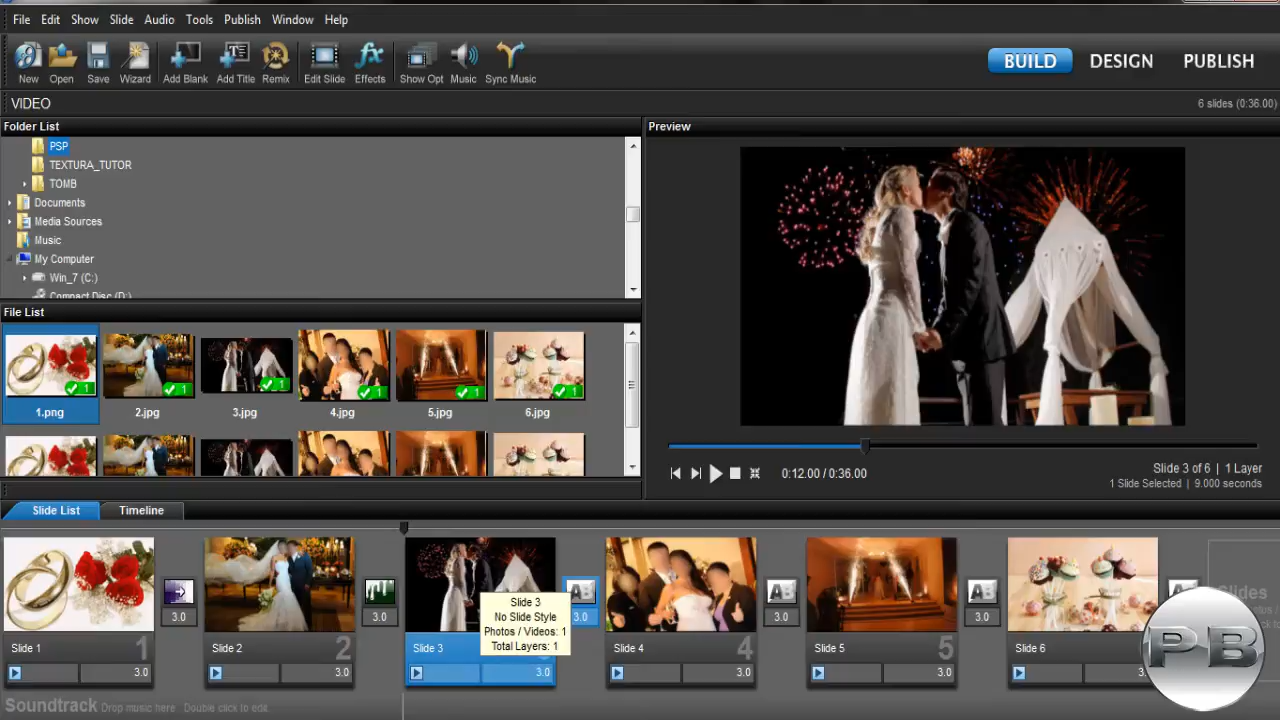 File Edit Show Slide Audio Tools Publish Window Help
New Open Save Wizard Add Blank Add Title Remix Edit Slide Effects Show Opt Music Sync Music
BUILD DESIGN PUBLISH
VIDEO
6 slides (0:36.00)
Folder List
PSP
TEXTURA_TUTOR
TOMB
Documents
Media Sources
Music
My Computer
Win_7 (C:)
Compact Disc (D:)
Preview
File List
1.png 2.jpg 3.jpg 4.jpg 5.jpg 6.jpg
0:12.00 / 0:36.00
Slide 3 of 6 | 1 Layer
1 Slide Selected | 9.000 seconds
Slide List Timeline
3.0 3.0 3.0 3.0 3.0
Slide 3
No Slide Style
Photos / Videos: 1
Total Layers: 1
Slide 1 1 Slide 2 2 Slide 3 Slide 4 4 Slide 5 5 Slide 6
3.0 3.0 3.0 3.0 3.0
Soundtrack Drop music here. Double click to edit.
PB